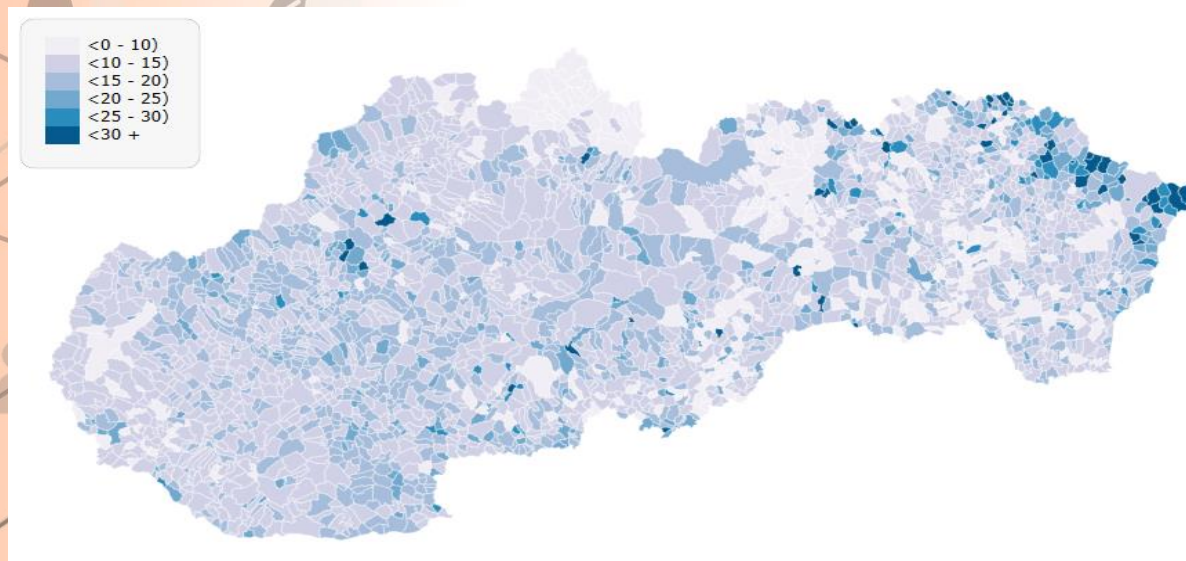 <0 - 10)
<10 - 15)
<15 - 20)
<20 - 25)
<25 - 30)
<30 +